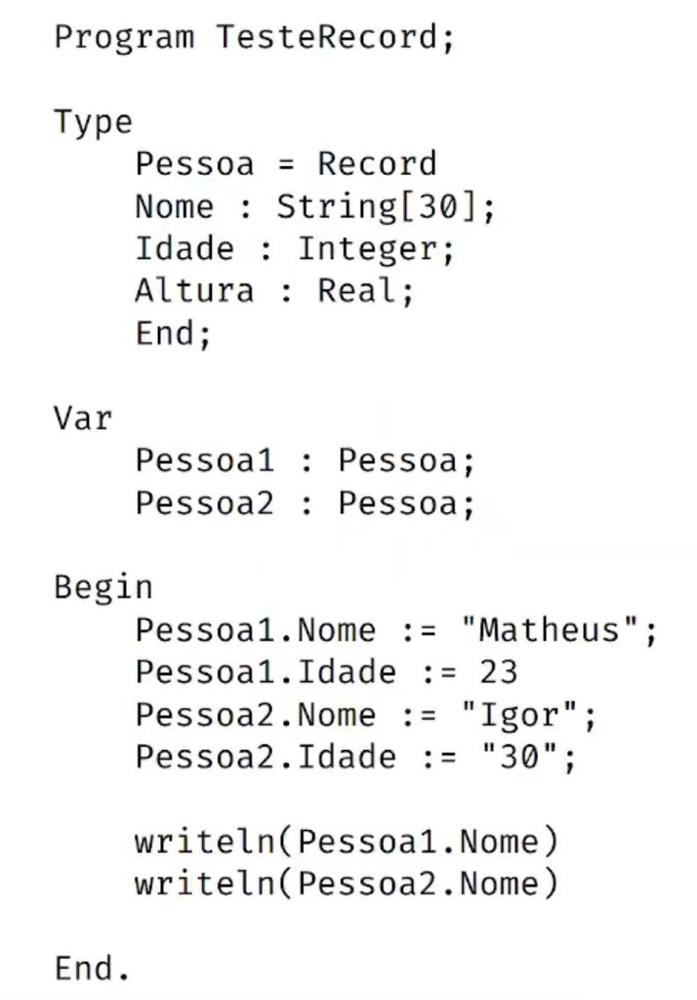 Program TesteRecord;
Type
Pessoa = Record
Nome : String[30];
Idade : Integer;
Altura : Real;
End;
Var
Pessoa1 : Pessoa;
Pessoa2 : Pessoa;
Begin
Pessoa1.Nome := "Matheus";
Pessoa1.Idade := 23
Pessoa2.Nome := "Igor";
Pessoa2.Idade := "30";
writeln(Pessoa1.Nome)
writeln(Pessoa2.Nome)
End.